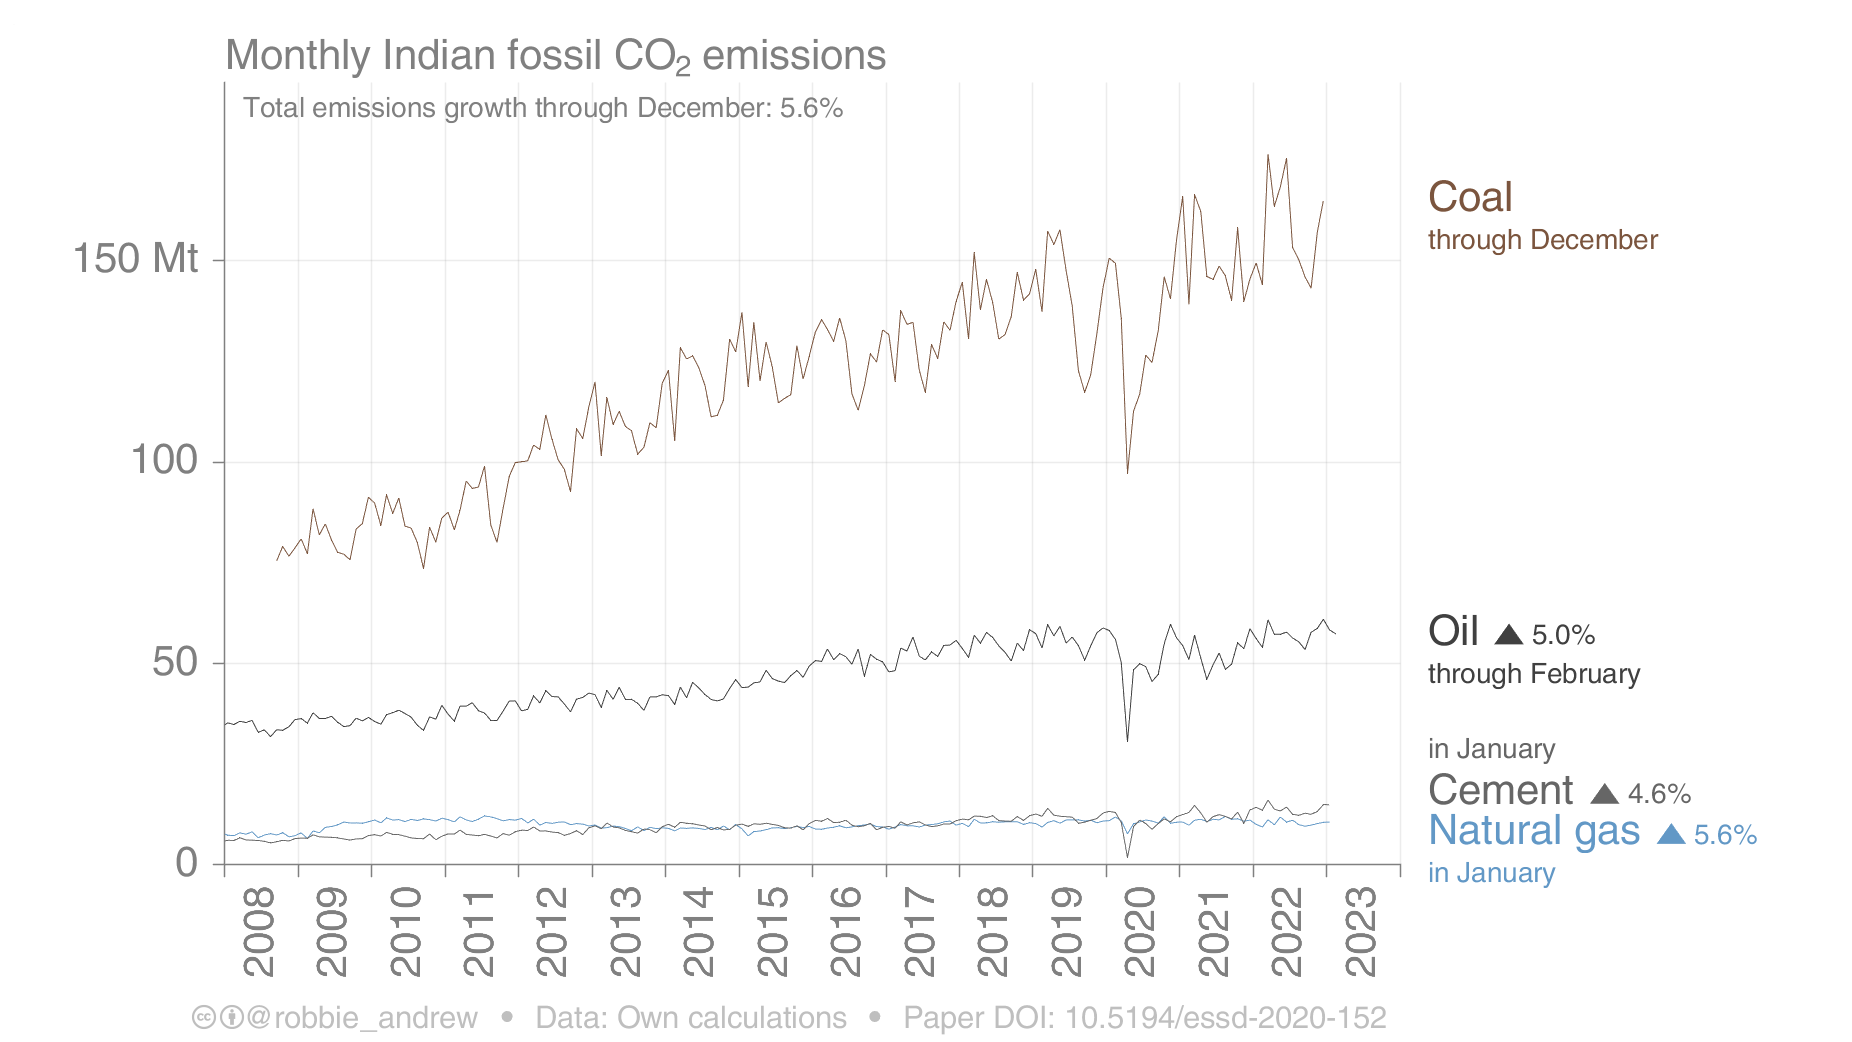 Monthly Indian fossil CO₂ emissions
Total emissions growth through December: 5.6%
150 Mt
100
50
0
2008
2009
2010
2011
2012
2013
2014
2015
2016
2017
2018
2019
2020
2021
2022
2023
Coal
through December
Oil ▲ 5.0%
through February
in January
Cement ▲ 4.6%
Natural gas ▲ 5.6%
in January
@robbie_andrew • Data: Own calculations • Paper DOI: 10.5194/essd-2020-152